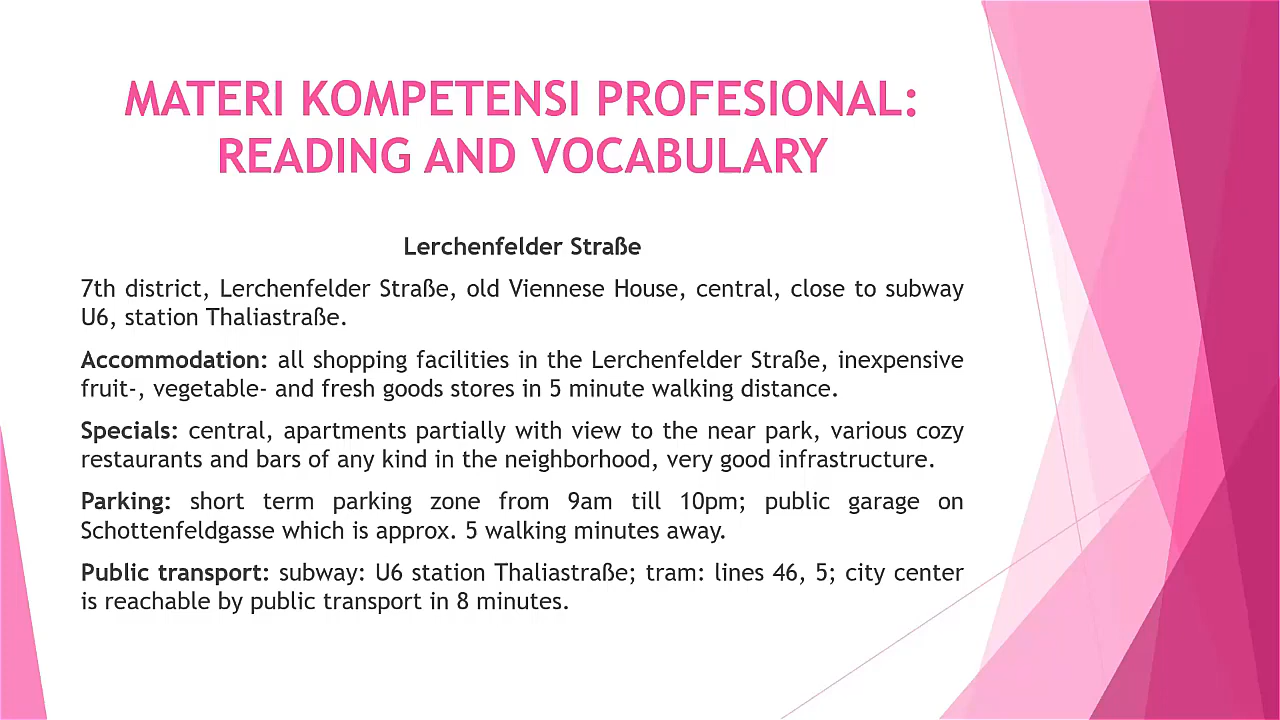 MATERI KOMPETENSI PROFESIONAL:
READING AND VOCABULARY
Lerchenfelder Straße
7th district, Lerchenfelder Straße, old Viennese House, central, close to subway
U6, station Thaliastraße.
Accommodation: all shopping facilities in the Lerchenfelder Straße, inexpensive
fruit-, vegetable- and fresh goods stores in 5 minute walking distance.
Specials: central, apartments partially with view to the near park, various cozy
restaurants and bars of any kind in the neighborhood, very good infrastructure.
Parking: short term parking zone from 9am till 10pm; public garage on
Schottenfeldgasse which is approx. 5 walking minutes away.
Public transport: subway: U6 station Thaliastraße; tram: lines 46, 5; city center
is reachable by public transport in 8 minutes.